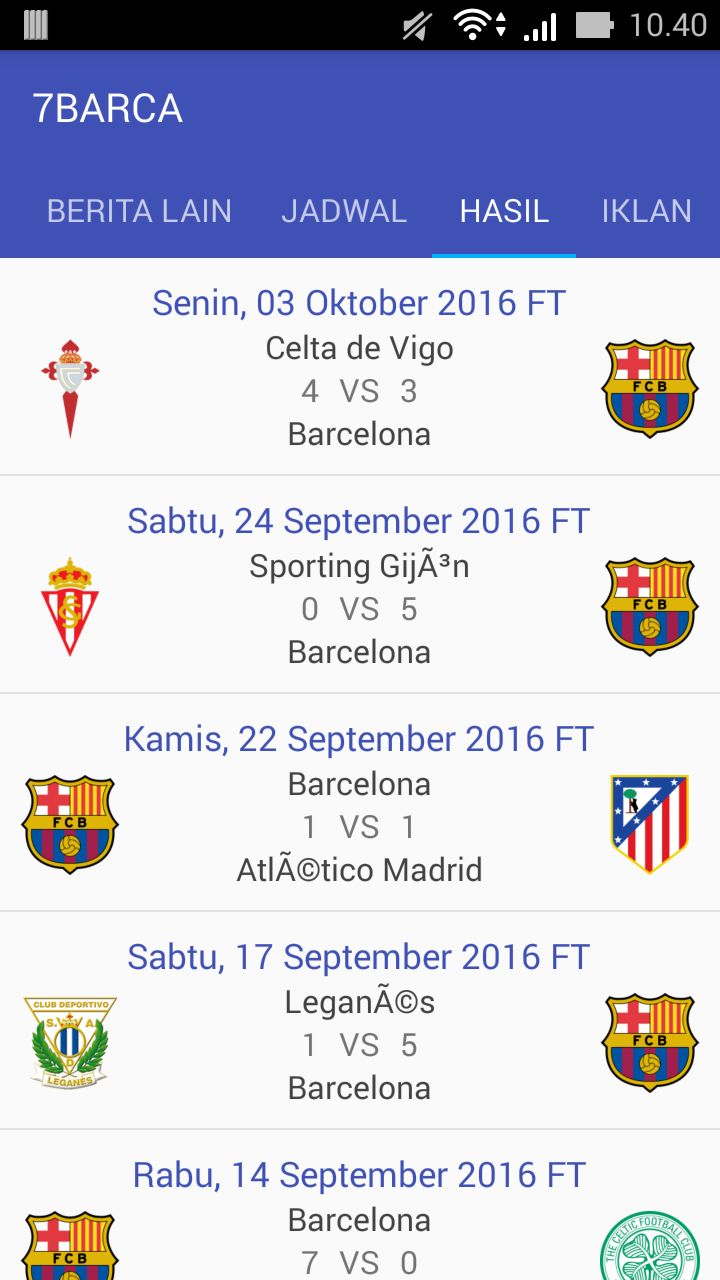 10.40
7BARCA
BERITA LAIN JADWAL HASIL IKLAN
Senin, 03 Oktober 2016 FT
Celta de Vigo
4 VS 3
Barcelona
FCB
Sabtu, 24 September 2016 FT
Sporting GijÃ³n
0 VS 5
Barcelona
FCB
Kamis, 22 September 2016 FT
Barcelona
1 VS 1
AtlÃ©tico Madrid
FCB
Sabtu, 17 September 2016 FT
LeganÃ©s
1 VS 5
Barcelona
CLUB DEPORTIVO
S. A.
D
LEGANES
FCB
Rabu, 14 September 2016 FT
Barcelona
7 VS 0
FCB
THE CELTIC FOOTBALL CLUB